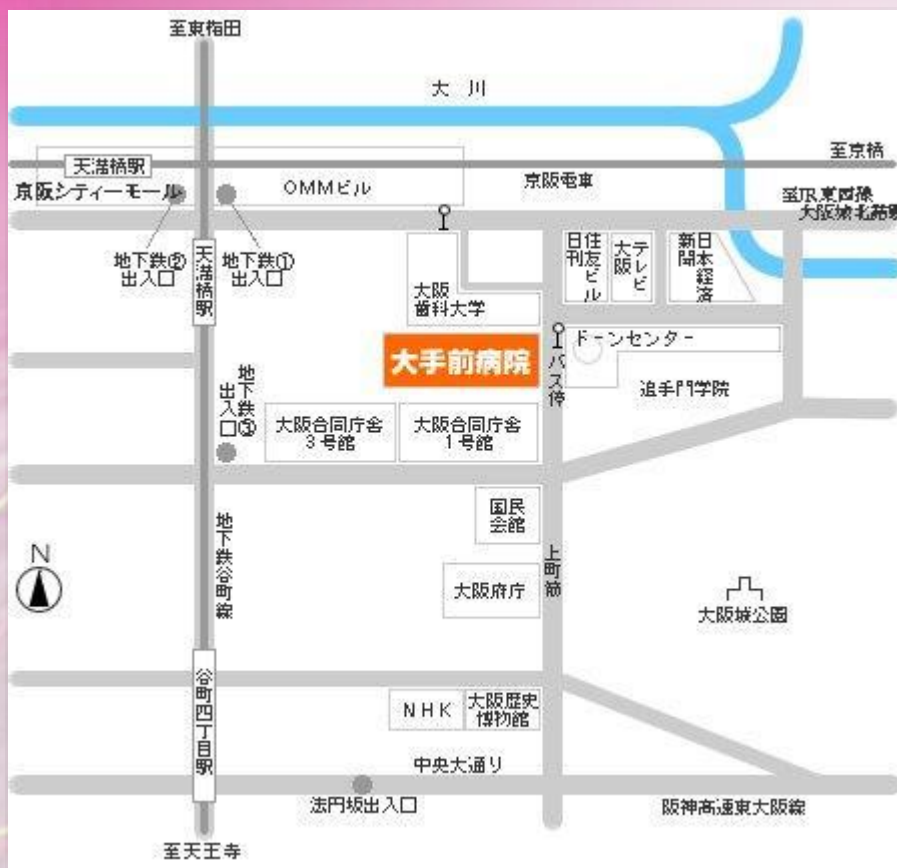 至東梅田
大川
天満橋駅
至京橋
京阪シティーモール
OMMビル
京阪電車
至JR東西線
大阪城北詰駅
地下鉄②
出入口
天満橋駅
地下鉄①
出入口
大阪
歯科大学
住友ビル
日刊
テレビ
大阪
日本経済
新聞
大手前病院
バス停
ドーンセンター
追手門学院
地下鉄③
出入口
大阪合同庁舎
3号館
大阪合同庁舎
1号館
国民
会館
N
地下鉄谷町線
大阪府庁
上町筋
大阪城公園
谷町四丁目駅
NHK
大阪歴史
博物館
中央大通り
法円坂出入口
阪神高速東大阪線
至天王寺